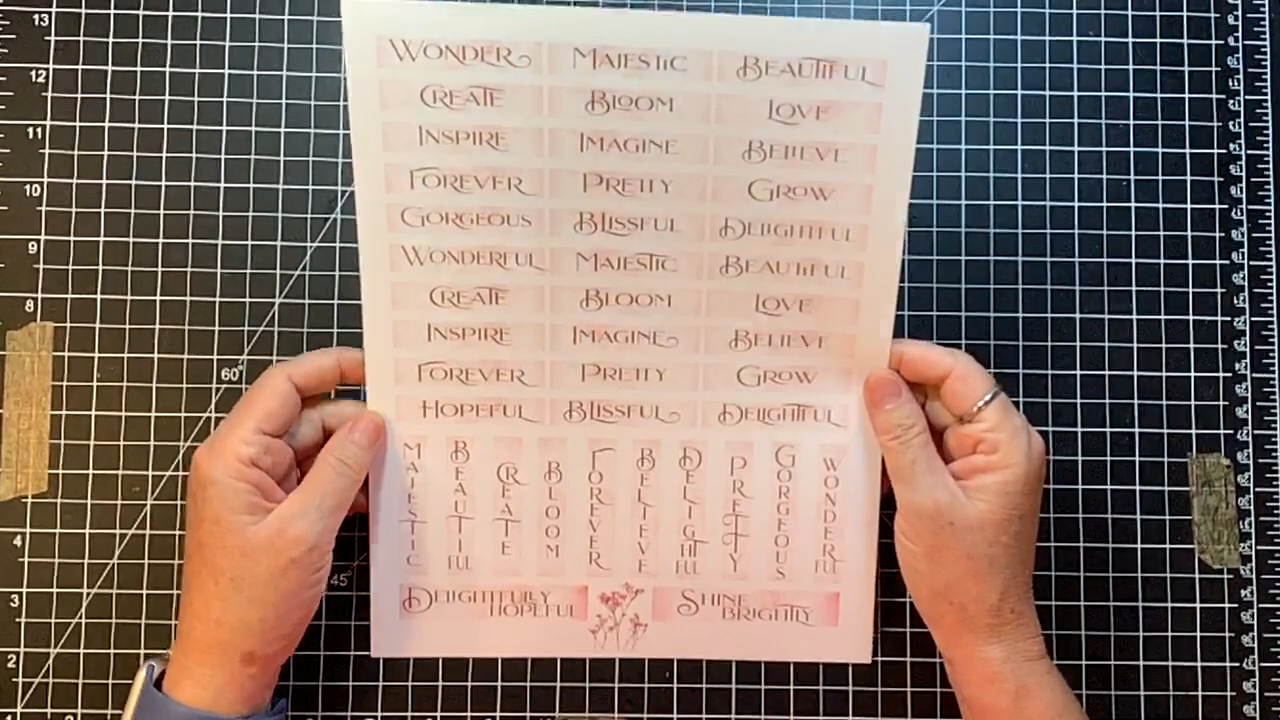 WONDER MAJESTIC BEAUTIFUL
CREATE BLOOM LOVE
INSPIRE IMAGINE BELIEVE
FOREVER PRETTY GROW
GORGEOUS BLISSFUL DELIGHTFUL
WONDERFUL MAJESTIC BEAUTIFUL
CREATE BLOOM LOVE
INSPIRE IMAGINE BELIEVE
FOREVER PRETTY GROW
HOPEFUL BLISSFUL DELIGHTFUL
MAJESTIC
BEAUTIFUL
CREATE
BLOOM
FOREVER
BELIEVE
DELIGHTFUL
PRETTY
GORGEOUS
WONDERFUL
DELIGHTFULLY
HOPEFUL
SHINE
BRIGHTLY
13
12
11
10
9
8
4
3
2
60°
45°